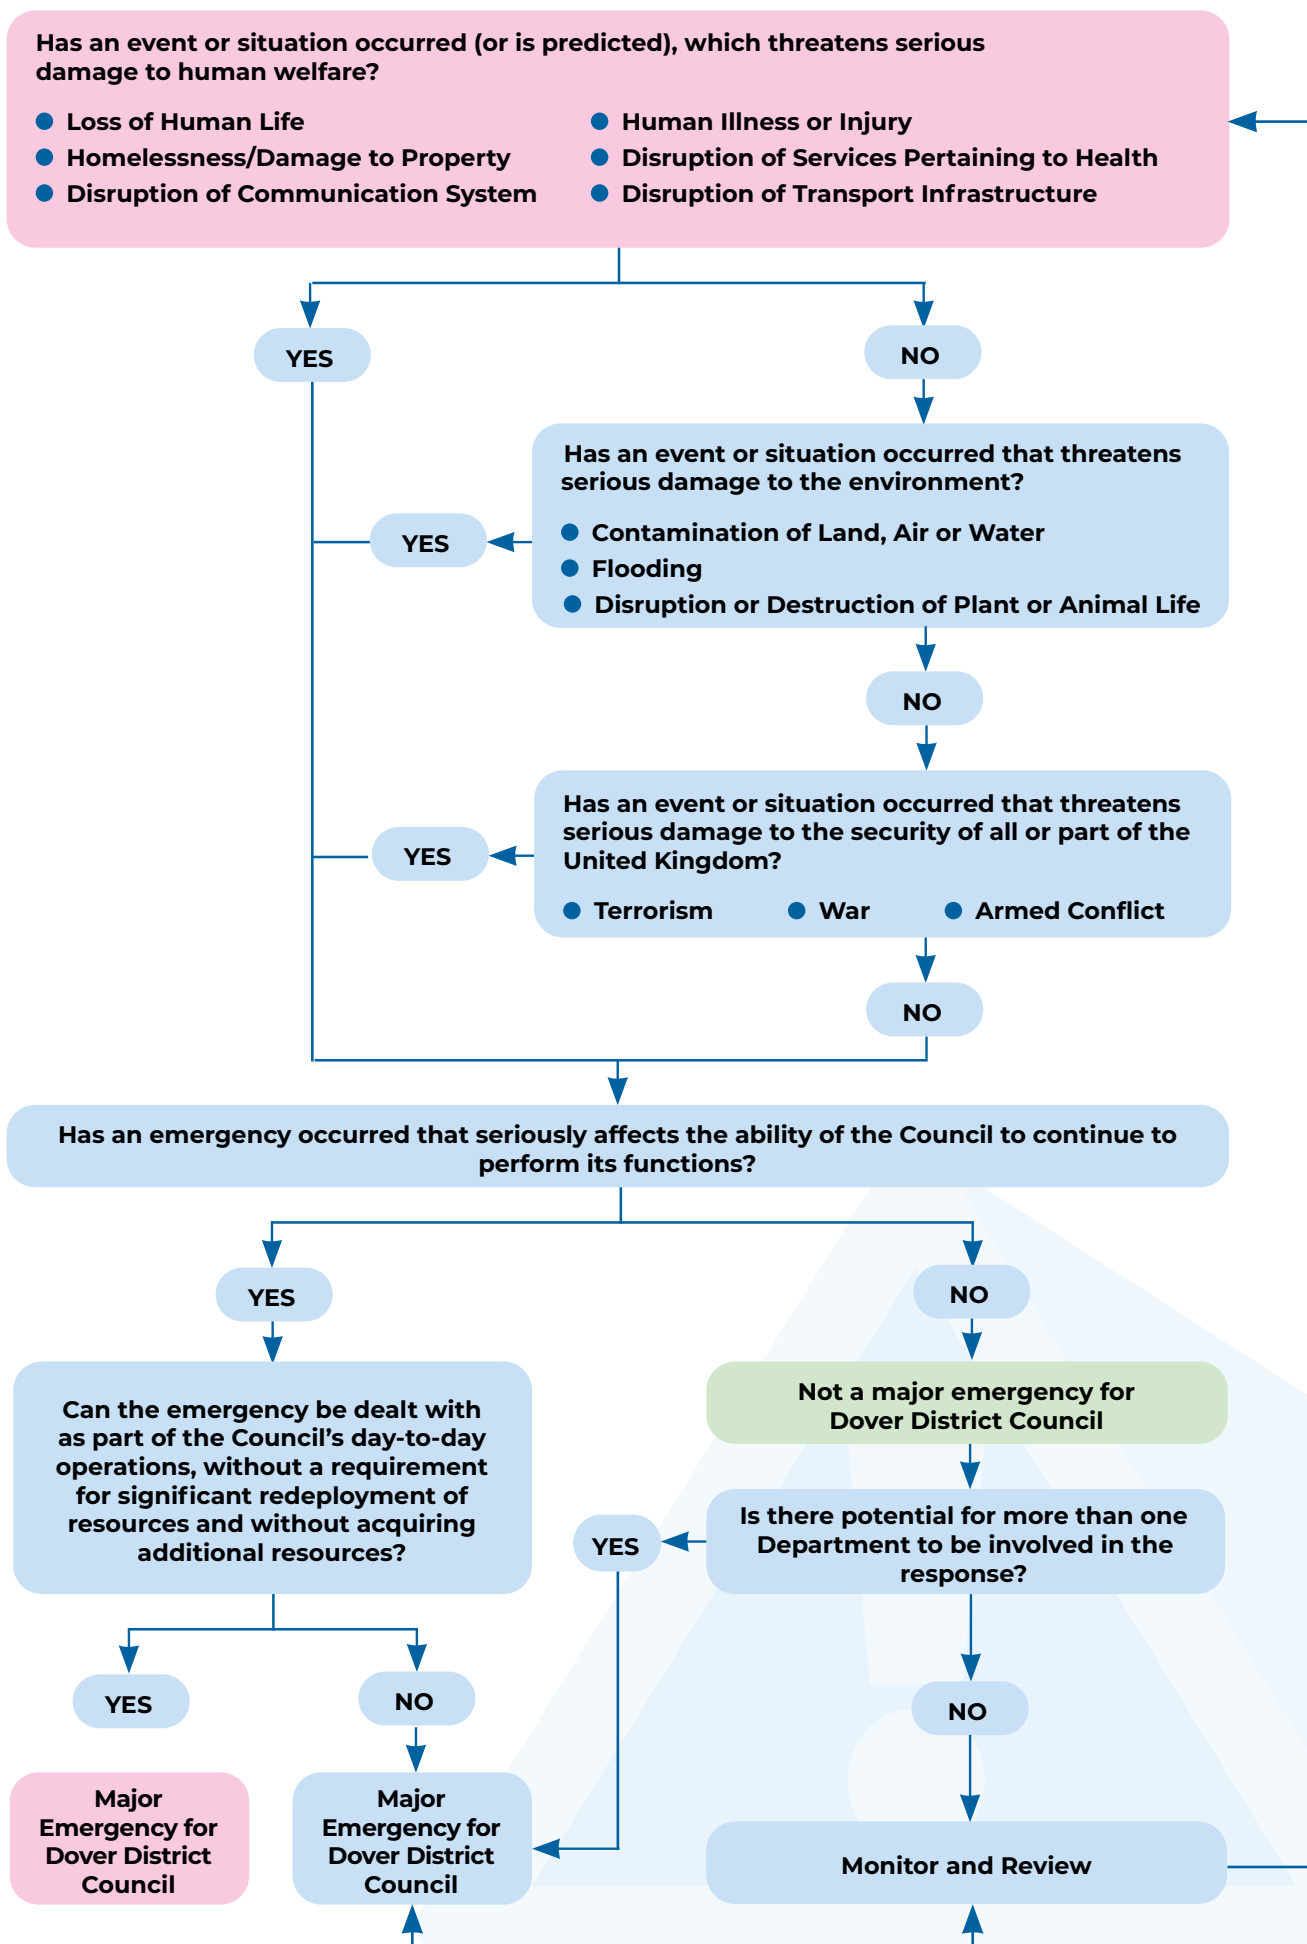 Has an event or situation occurred (or is predicted), which threatens serious
damage to human welfare?
Loss of Human Life
Homelessness/Damage to Property
Disruption of Communication System
Human Illness or Injury
Disruption of Services Pertaining to Health
Disruption of Transport Infrastructure
YES
NO
Has an event or situation occurred that threatens
serious damage to the environment?
Contamination of Land, Air or Water
Flooding
Disruption or Destruction of Plant or Animal Life
YES
NO
Has an event or situation occurred that threatens
serious damage to the security of all or part of the
United Kingdom?
Terrorism
War
Armed Conflict
YES
NO
Has an emergency occurred that seriously affects the ability of the Council to continue to
perform its functions?
YES
NO
Can the emergency be dealt with
as part of the Council’s day-to-day
operations, without a requirement
for significant redeployment of
resources and without acquiring
additional resources?
Not a major emergency for
Dover District Council
Is there potential for more than one
Department to be involved in the
response?
YES
YES
NO
NO
Major
Emergency for
Dover District
Council
Major
Emergency for
Dover District
Council
Monitor and Review